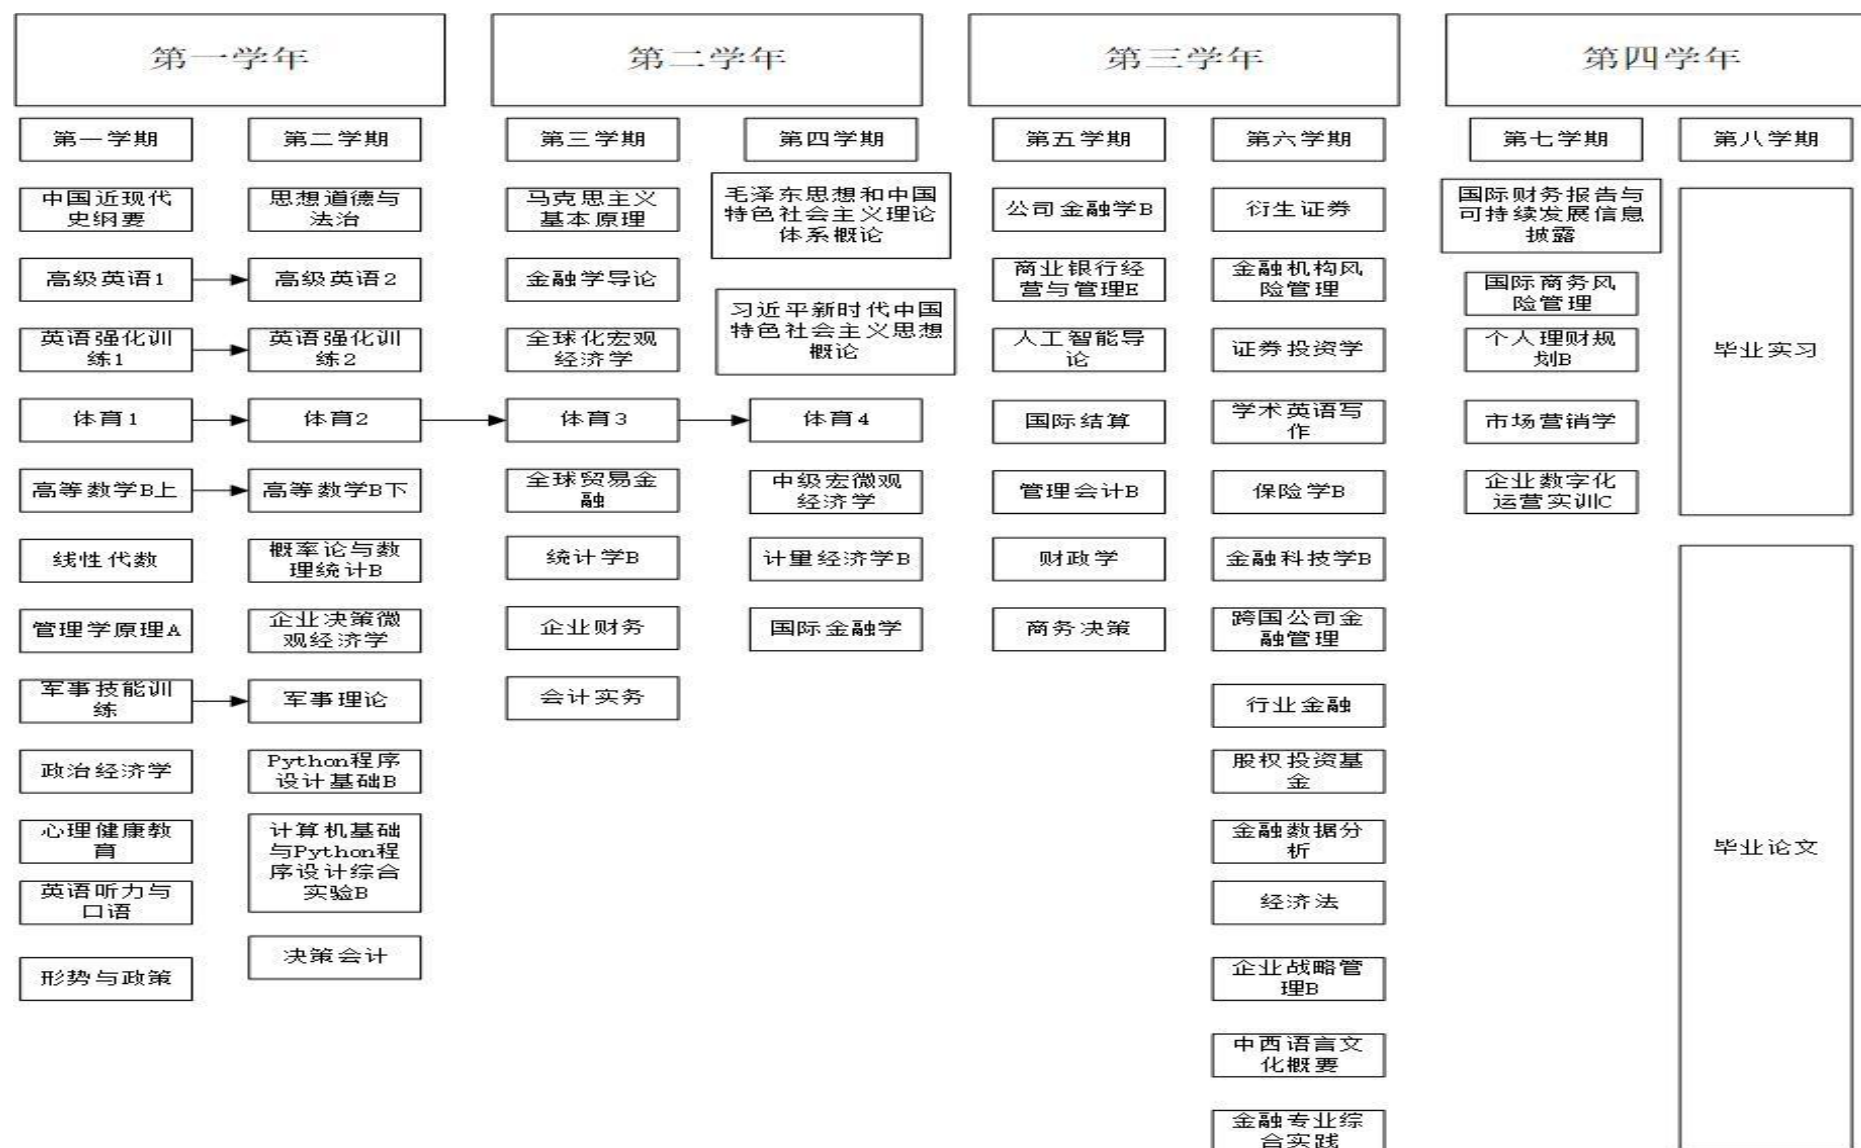 第一学年
第二学年
第三学年
第四学年
第一学期
第二学期
第三学期
第四学期
第五学期
第六学期
第七学期
第八学期
中国近现代
史纲要
高级英语1
英语强化训
练1
体育1
高等数学B上
线性代数
管理学原理A
军事技能训
练
政治经济学
心理健康教
育
英语听力与
口语
形势与政策
思想道德与
法治
高级英语2
英语强化训
练2
体育2
高等数学B下
概率论与数
理统计B
企业决策微
观经济学
军事理论
Python程序
设计基础B
计算机基础
与Python程
序设计综合
实验B
决策会计
马克思主义
基本原理
金融学导论
全球化宏观
经济学
体育3
全球贸易金
融
统计学B
企业财务
会计实务
毛泽东思想和中国
特色社会主义理论
体系概论
习近平新时代中国
特色社会主义思想
概论
体育4
中级宏微观
经济学
计量经济学B
国际金融学
公司金融学B
商业银行经
营与管理E
人工智能导
论
国际结算
管理会计B
财政学
商务决策
衍生证券
金融机构风
险管理
证券投资学
学术英语写
作
保险学B
金融科技学B
跨国公司金
融管理
行业金融
股权投资基
金
金融数据分
析
经济法
企业战略管
理B
中西语言文
化概要
金融专业综
合实践
国际财务报告与
可持续发展信息
披露
国际商务风
险管理
个人理财规
划B
市场营销学
企业数字化
运营实训C
毕业实习
毕业论文